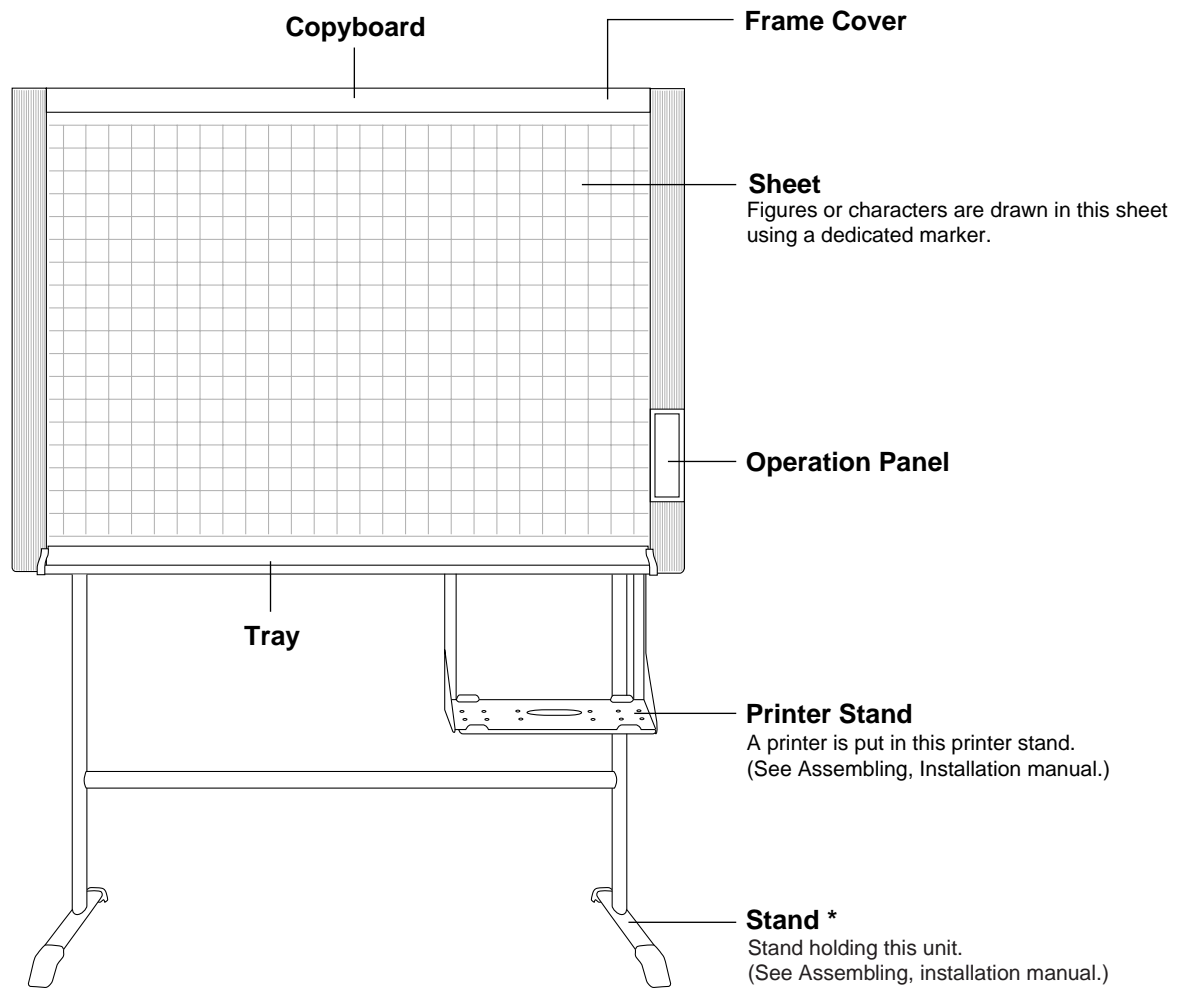 Copyboard
Frame Cover
Sheet
Figures or characters are drawn in this sheet
using a dedicated marker.
Operation Panel
Tray
Printer Stand
A printer is put in this printer stand.
(See Assembling, Installation manual.)
Stand *
Stand holding this unit.
(See Assembling, installation manual.)